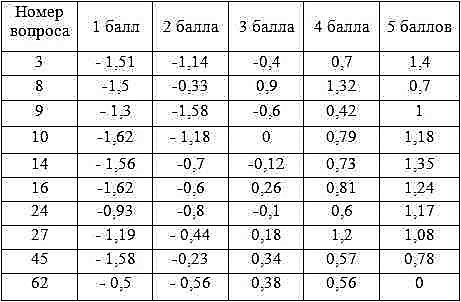 Номер вопроса 1 балл 2 балла 3 балла 4 балла 5 баллов
3 - 1,51 -1,14 -0,4 0,7 1,4
8 -1,5 -0,33 0,9 1,32 0,7
9 - 1,3 -1,58 -0,6 0,42 1
10 -1,62 - 1,18 0 0,79 1,18
14 - 1,56 -0,7 -0,12 0,73 1,35
16 -1,62 -0,6 0,26 0,81 1,24
24 -0,93 -0,8 -0,1 0,6 1,17
27 - 1,19 - 0,44 0,18 1,2 1,08
45 - 1,58 -0,23 0,34 0,57 0,78
62 - 0,5 - 0,56 0,38 0,56 0